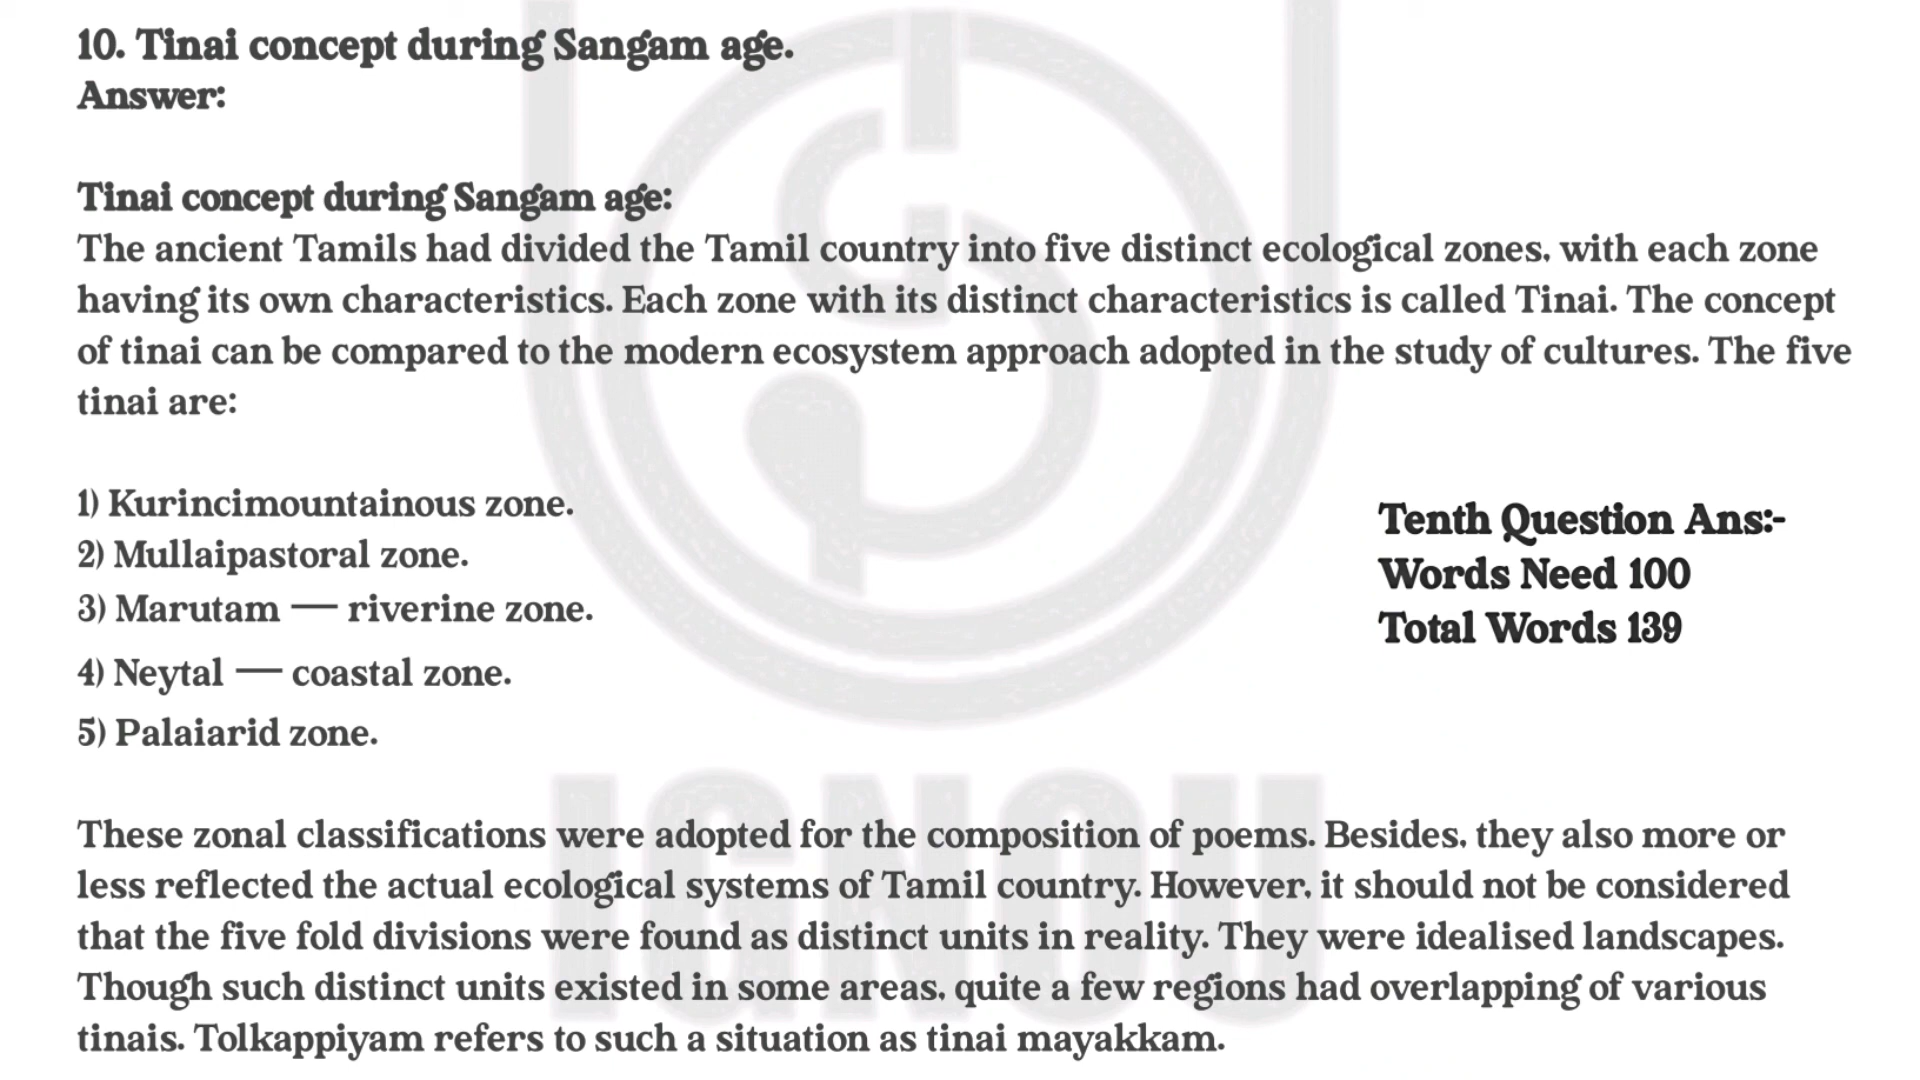 10. Tinai concept during Sangam age.
Answer:
Tinai concept during Sangam age:
The ancient Tamils had divided the Tamil country into five distinct ecological zones, with each zone
having its own characteristics. Each zone with its distinct characteristics is called Tinai. The concept
of tinai can be compared to the modern ecosystem approach adopted in the study of cultures. The five
tinai are:
1) Kurincimountainous zone.
2) Mullaipastoral zone.
3) Marutam — riverine zone.
4) Neytal — coastal zone.
5) Palaiarid zone.
Tenth Question Ans:-
Words Need 100
Total Words 139
These zonal classifications were adopted for the composition of poems. Besides, they also more or
less reflected the actual ecological systems of Tamil country. However, it should not be considered
that the five fold divisions were found as distinct units in reality. They were idealised landscapes.
Though such distinct units existed in some areas, quite a few regions had overlapping of various
tinais. Tolkappiyam refers to such a situation as tinai mayakkam.
IGNOU